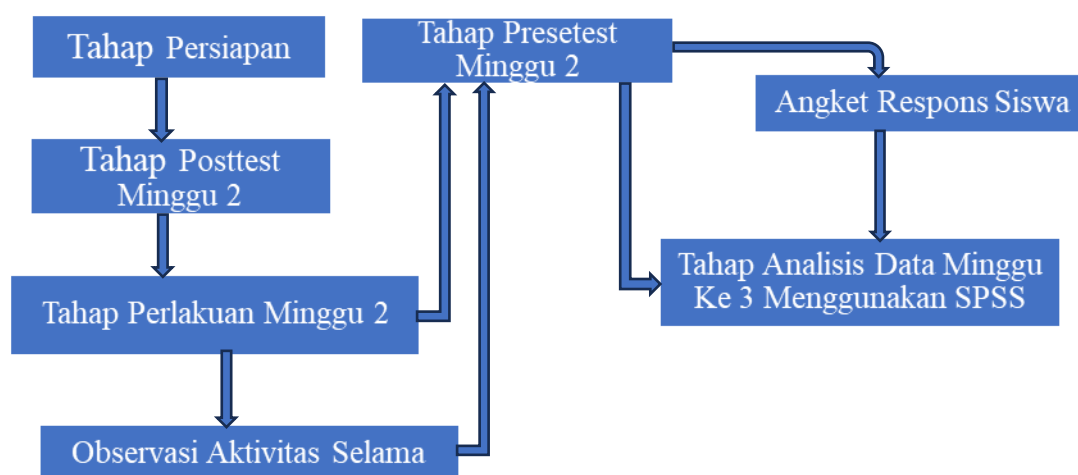 Tahap Persiapan
Tahap Posttest
Minggu 2
Tahap Perlakuan Minggu 2
Observasi Aktivitas Selama
Tahap Presetest
Minggu 2
Angket Respons Siswa
Tahap Analisis Data Minggu
Ke 3 Menggunakan SPSS